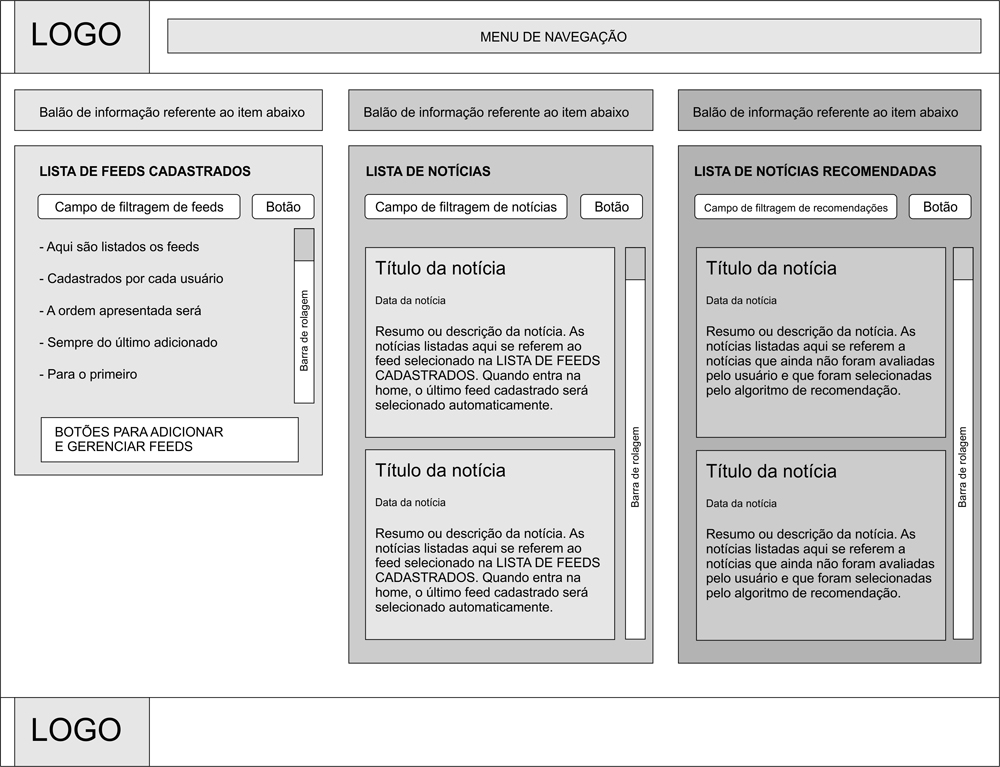 LOGO
MENU DE NAVEGAÇÃO
Balão de informação referente ao item abaixo
LISTA DE FEEDS CADASTRADOS
Campo de filtragem de feeds
Botão
- Aqui são listados os feeds
- Cadastrados por cada usuário
- A ordem apresentada será
- Sempre do último adicionado
- Para o primeiro
Barra de rolagem
BOTÕES PARA ADICIONAR
E GERENCIAR FEEDS
Balão de informação referente ao item abaixo
LISTA DE NOTÍCIAS
Campo de filtragem de notícias
Botão
Título da notícia
Data da notícia
Resumo ou descrição da notícia. As
notícias listadas aqui se referem ao
feed selecionado na LISTA DE FEEDS
CADASTRADOS. Quando entra na
home, o último feed cadastrado será
selecionado automaticamente.
Título da notícia
Data da notícia
Resumo ou descrição da notícia. As
notícias listadas aqui se referem ao
feed selecionado na LISTA DE FEEDS
CADASTRADOS. Quando entra na
home, o último feed cadastrado será
selecionado automaticamente.
Barra de rolagem
Balão de informação referente ao item abaixo
LISTA DE NOTÍCIAS RECOMENDADAS
Campo de filtragem de recomendações
Botão
Título da notícia
Data da notícia
Resumo ou descrição da notícia. As
notícias listadas aqui se referem a
notícias que ainda não foram avaliadas
pelo usuário e que foram selecionadas
pelo algoritmo de recomendação.
Título da notícia
Data da notícia
Resumo ou descrição da notícia. As
notícias listadas aqui se referem a
notícias que ainda não foram avaliadas
pelo usuário e que foram selecionadas
pelo algoritmo de recomendação.
Barra de rolagem
LOGO